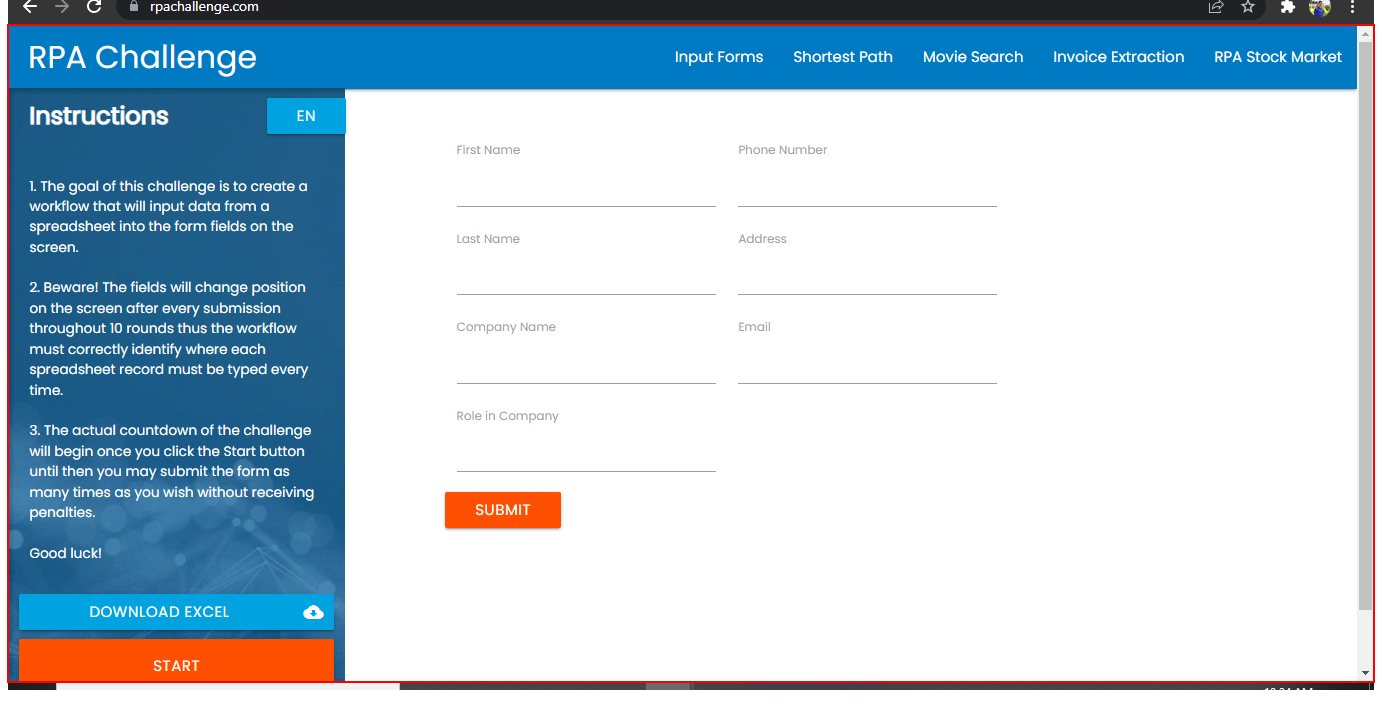 rpachallenge.com
RPA Challenge
Input Forms
Shortest Path
Movie Search
Invoice Extraction
RPA Stock Market
Instructions
EN
1. The goal of this challenge is to create a
workflow that will input data from a
spreadsheet into the form fields on the
screen.
2. Beware! The fields will change position
on the screen after every submission
throughout 10 rounds thus the workflow
must correctly identify where each
spreadsheet record must be typed every
time.
3. The actual countdown of the challenge
will begin once you click the Start button
until then you may submit the form as
many times as you wish without receiving
penalties.
Good luck!
DOWNLOAD EXCEL
START
First Name
Phone Number
Last Name
Address
Company Name
Email
Role in Company
SUBMIT